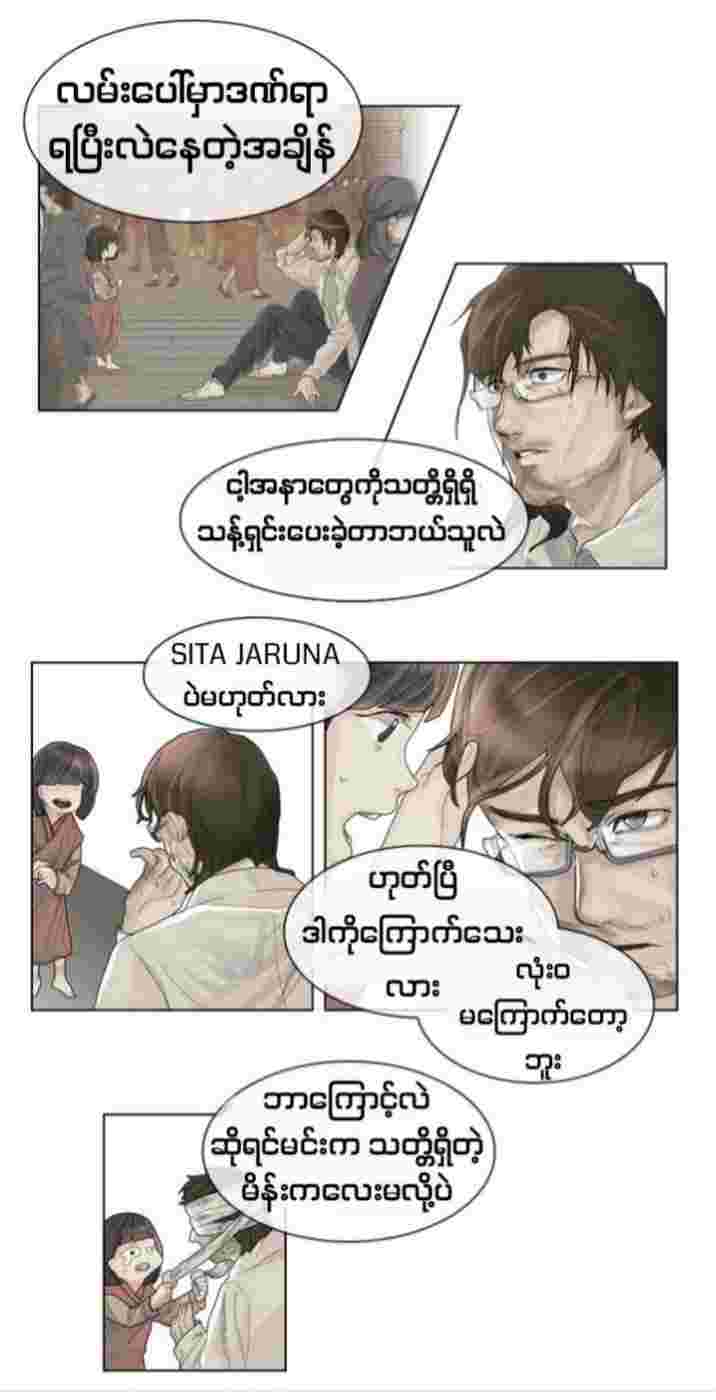 လမ်းပေါ်မှာဒဏ်ရာ
ရပြီးလဲနေတဲ့အချိန်
ငါ့အနာတွေကိုသတ္တိရှိရှိ
သန့်ရှင်းပေးခဲ့တာဘယ်သူလဲ
SITA JARUNA
ပဲမဟုတ်လား
ဟုတ်ပြီ
ဒါကိုကြောက်သေး
လား
လုံးဝ
မကြောက်တော့
ဘူး
ဘာကြောင့်လဲ
ဆိုရင်မင်းက သတ္တိရှိတဲ့
မိန်းကလေးမလို့ပဲ